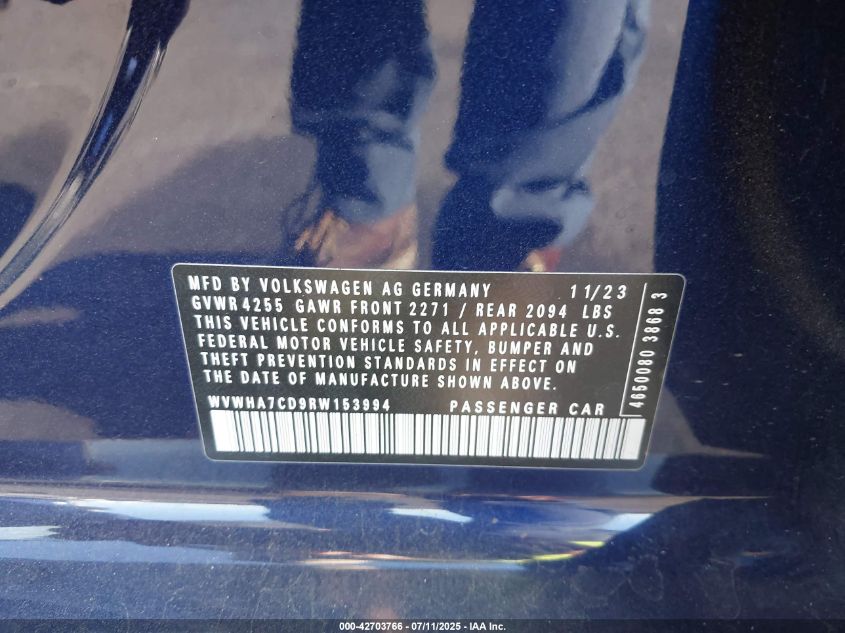 MFD BY VOLKSWAGEN AG GERMANY 11/23
GVWR 4255 GAWR FRONT 2271 / REAR 2094 LBS
THIS VEHICLE CONFORMS TO ALL APPLICABLE U.S.
FEDERAL MOTOR VEHICLE SAFETY, BUMPER AND
THEFT PREVENTION STANDARDS IN EFFECT ON
THE DATE OF MANUFACTURE SHOWN ABOVE.
WVWHA7CD9RW153994 PASSENGER CAR
4650080 3868 3
000-42703766 - 07/11/2025 - IAA Inc.